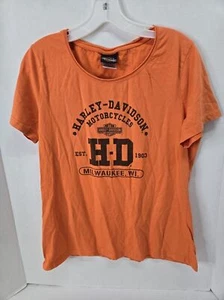 HARLEY-DAVIDSON
MOTORCYCLES
EST. 1903
H-D
MILWAUKEE, WI.